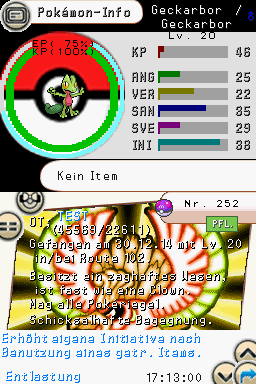 Pokémon-Info
Geckarbor /
Geckarbor
Lv. 20
EP( 75%)
KP(100%)
KP 46
ANG 25
VER 22
SAN 35
SVE 29
INI 38
Kein Item
Nr. 252
OT: TEST
(45569/22611)
PFL.
Gefangen am 30.12.14 mit Lv. 20
in/bei Route 102.
Besitzt ein zaghaftes Wesen,
ist fast wie eine Clown.
Mag alle Pokériegel.
Schicksalhafte Begegnung.
Erhöht eigene Initiative nach
Benutzung eines getr. Items.
Entlastung 17:13:00